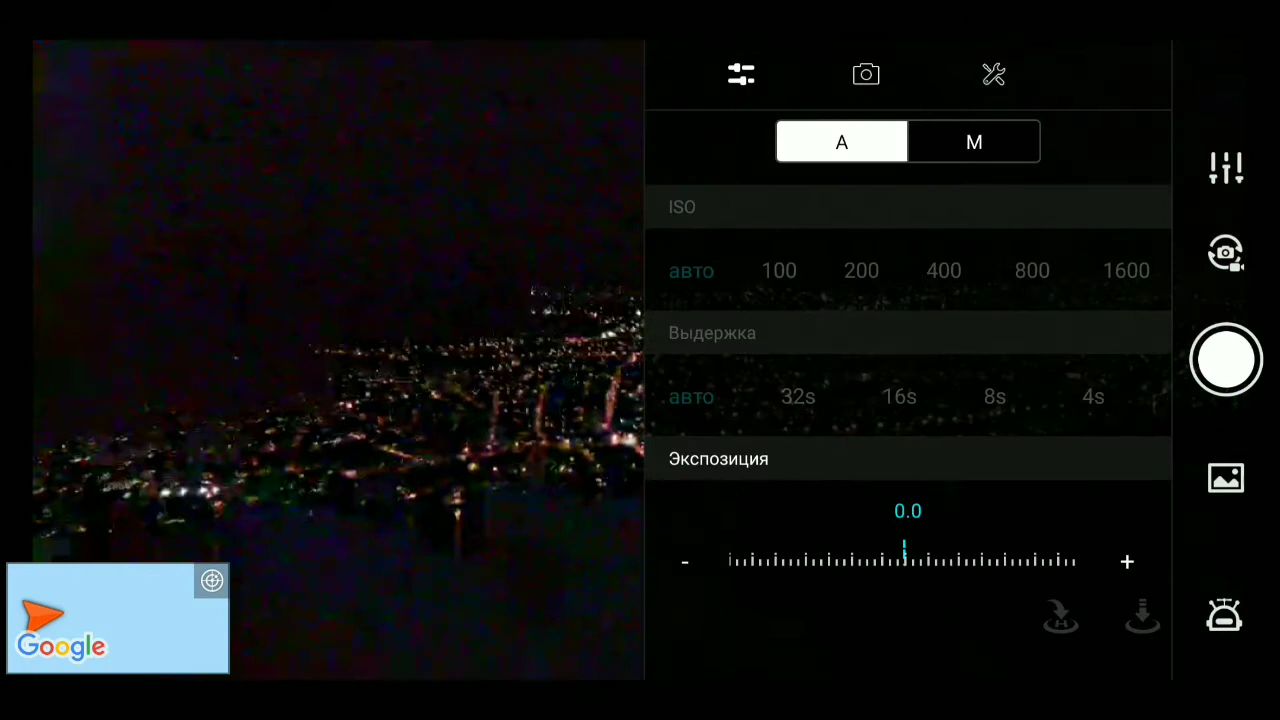 A M
ISO
авто 100 200 400 800 1600
Выдержка
авто 32s 16s 8s 4s
Экспозиция
0.0
- +
Google